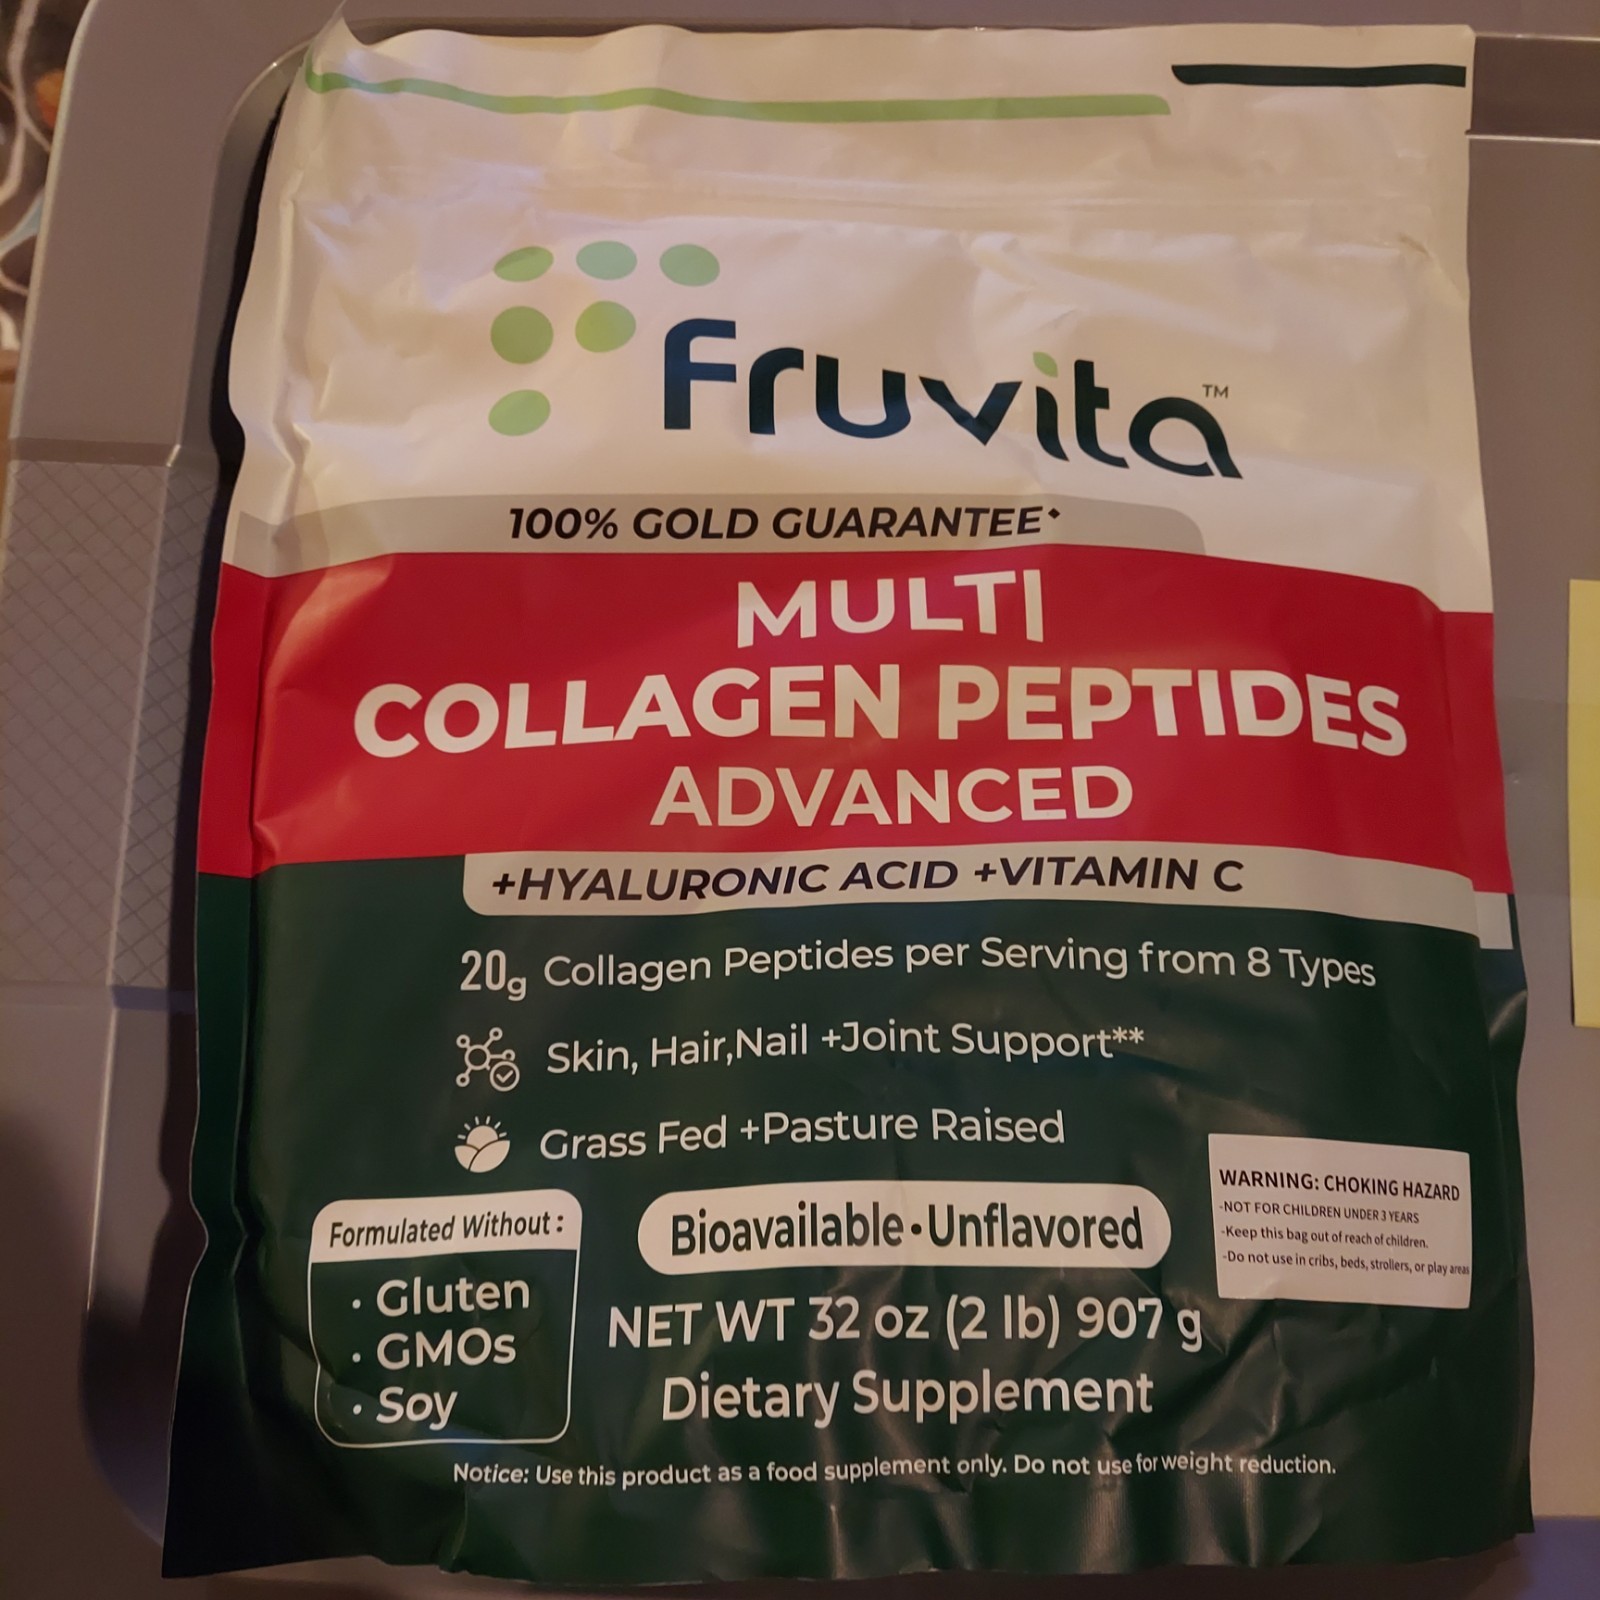 Fruvita™
100% GOLD GUARANTEE◆
MULTI
COLLAGEN PEPTIDES
ADVANCED
+HYALURONIC ACID +VITAMIN C
20g Collagen Peptides per Serving from 8 Types
Skin, Hair,Nail +Joint Support**
Grass Fed +Pasture Raised
Formulated Without:
· Gluten
· GMOs
· Soy
Bioavailable • Unflavored
WARNING: CHOKING HAZARD
-NOT FOR CHILDREN UNDER 3 YEARS
-Keep this bag out of reach of children.
-Do not use in cribs, beds, strollers, or play areas
NET WT 32 oz (2 lb) 907 g
Dietary Supplement
Notice: Use this product as a food supplement only. Do not use for weight reduction.